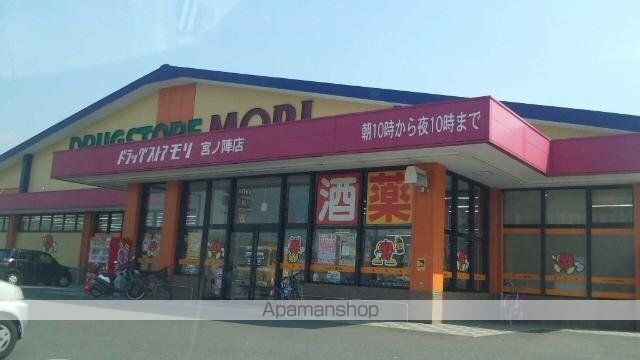 DRUGSTORE MORI
ドラッグストアモリ 宮ノ陣店
朝10時から夜10時まで
酒
薬
Apamanshop